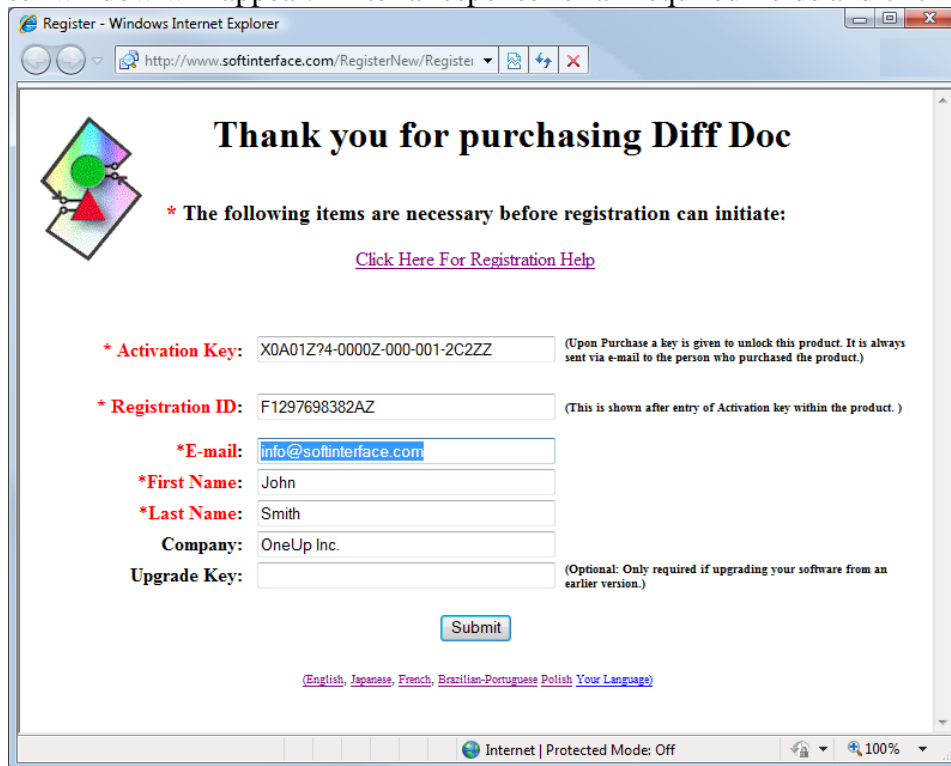 Register - Windows Internet Explorer
http://www.softinterface.com/RegisterNew/Register
Thank you for purchasing Diff Doc
* The following items are necessary before registration can initiate:
Click Here For Registration Help
* Activation Key: X0A01Z?4-0000Z-000-001-2C2ZZ (Upon Purchase a key is given to unlock this product. It is always
sent via e-mail to the person who purchased the product.)
* Registration ID: F1297698382AZ (This is shown after entry of Activation key within the product. )
*E-mail: info@softinterface.com
*First Name: John
*Last Name: Smith
Company: OneUp Inc.
Upgrade Key: (Optional: Only required if upgrading your software from an
earlier version.)
Submit
(English, Japanese, French, Brazilian-Portuguese Polish Your Language)
Internet | Protected Mode: Off 100%